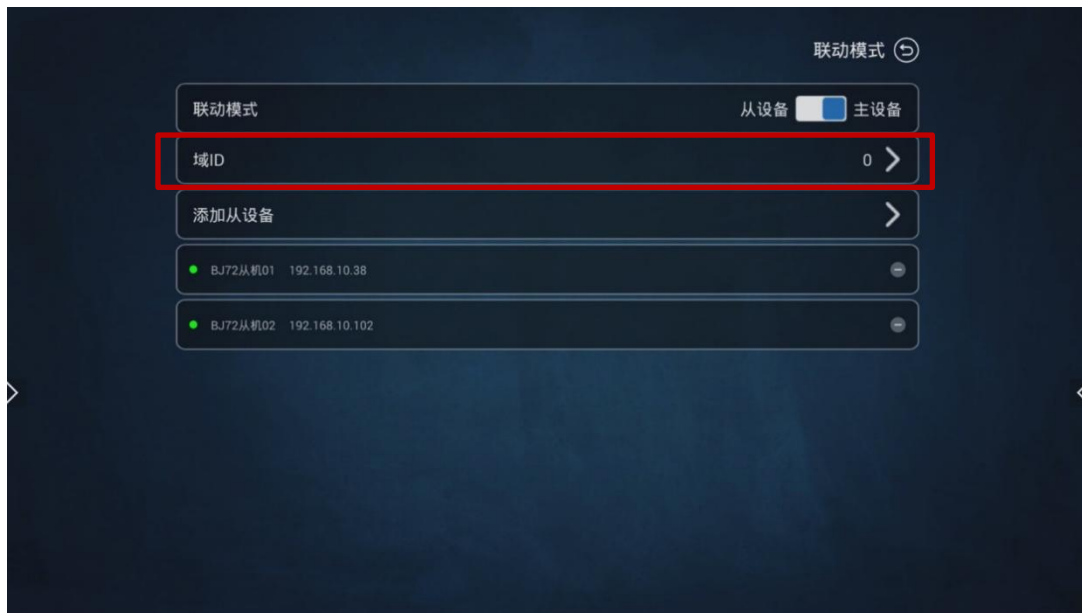 联动模式
联动模式 从设备 主设备
域ID 0
添加从设备
BJ72从机01 192.168.10.38
BJ72从机02 192.168.10.102